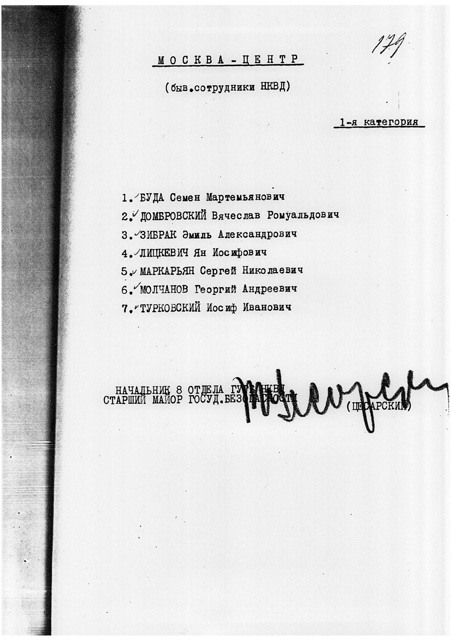 179
МОСКВА-ЦЕНТР
(быв.сотрудники НКВД)
1-я категория
1. БУДА Семен Мартемьянович
2. ДОМБРОВСКИЙ Вячеслав Ромуальдович
3. ЗИБРАК Эмиль Александрович
4. ЛИЦКЕВИЧ Ян Иосифович
5. МАРКАРЬЯН Сергей Николаевич
6. МОЛЧАНОВ Георгий Андреевич
7. ТУРКОВСКИЙ Иосиф Иванович
НАЧАЛЬНИК 8 ОТДЕЛА ГУГБ НКВД
СТАРШИЙ МАЙОР ГОСУД.БЕЗОПАСНОСТИ
(ЦЕСАРСКИЙ)